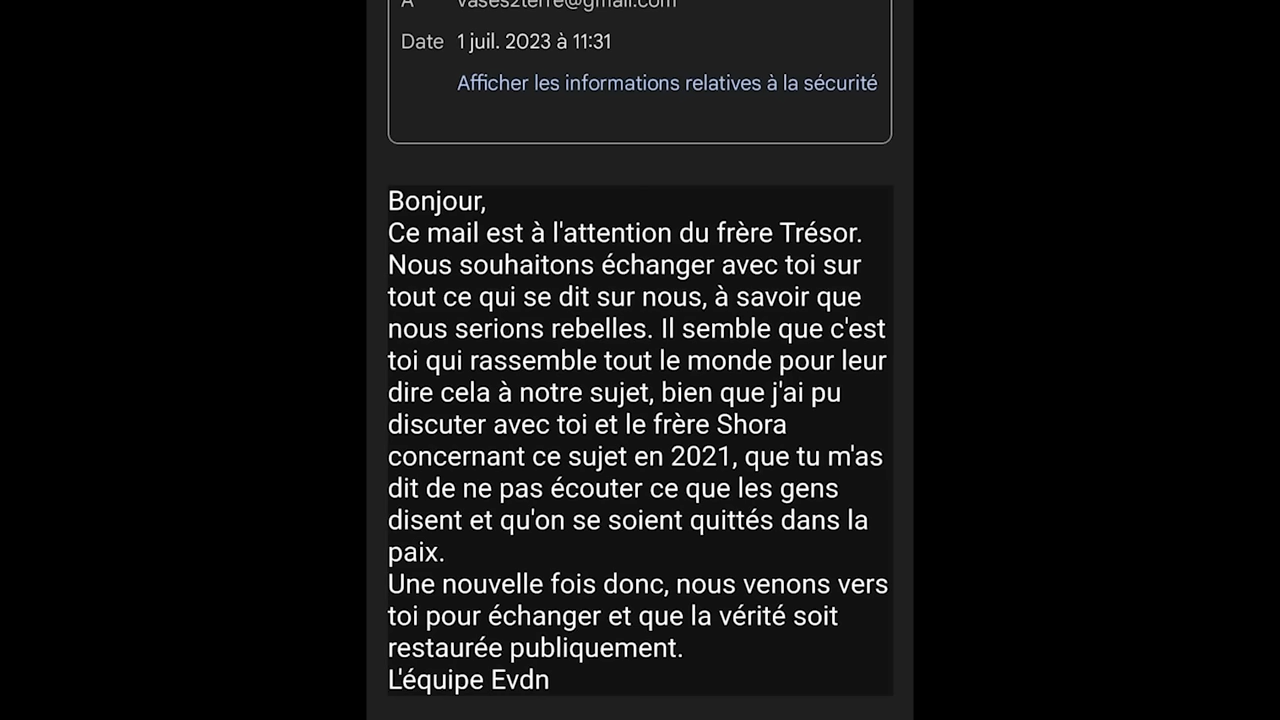 À vases2terre@gmail.com
Date 1 juil. 2023 à 11:31
Afficher les informations relatives à la sécurité
Bonjour,
Ce mail est à l'attention du frère Trésor.
Nous souhaitons échanger avec toi sur
tout ce qui se dit sur nous, à savoir que
nous serions rebelles. Il semble que c'est
toi qui rassemble tout le monde pour leur
dire cela à notre sujet, bien que j'ai pu
discuter avec toi et le frère Shora
concernant ce sujet en 2021, que tu m'as
dit de ne pas écouter ce que les gens
disent et qu'on se soient quittés dans la
paix.
Une nouvelle fois donc, nous venons vers
toi pour échanger et que la vérité soit
restaurée publiquement.
L'équipe Evdn